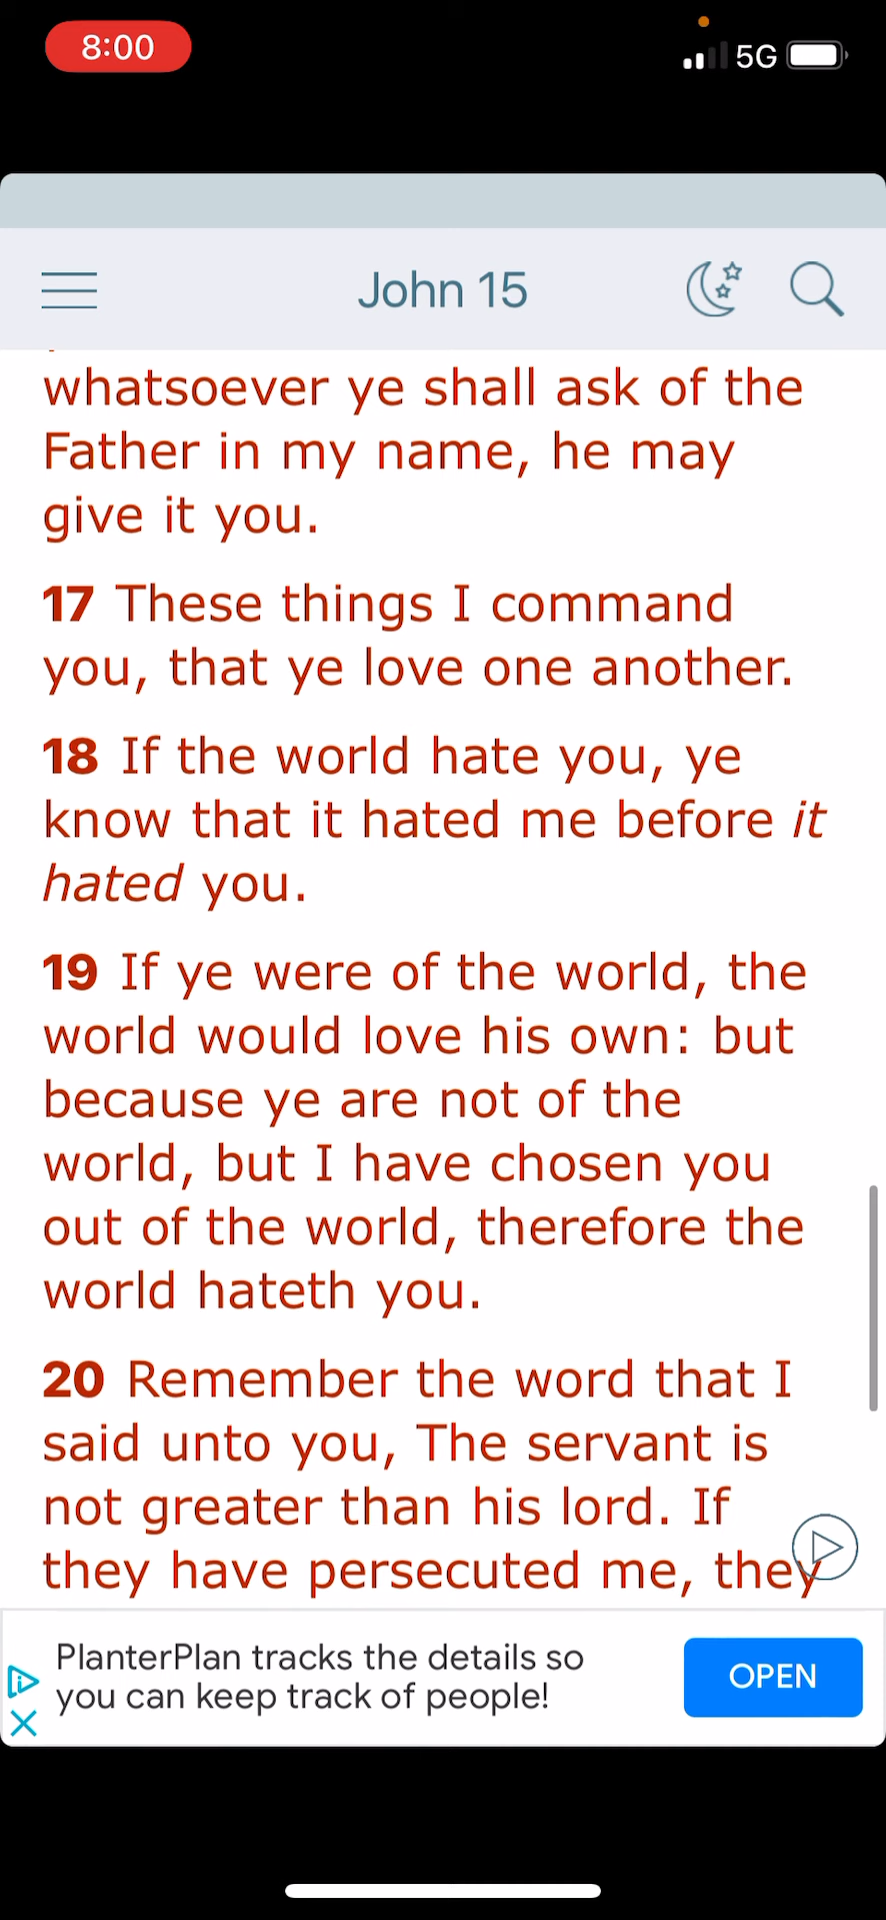 8:00
5G
John 15
whatsoever ye shall ask of the
Father in my name, he may
give it you.
17 These things I command
you, that ye love one another.
18 If the world hate you, ye
know that it hated me before it
hated you.
19 If ye were of the world, the
world would love his own: but
because ye are not of the
world, but I have chosen you
out of the world, therefore the
world hateth you.
20 Remember the word that I
said unto you, The servant is
not greater than his lord. If
they have persecuted me, they
PlanterPlan tracks the details so
you can keep track of people!
OPEN